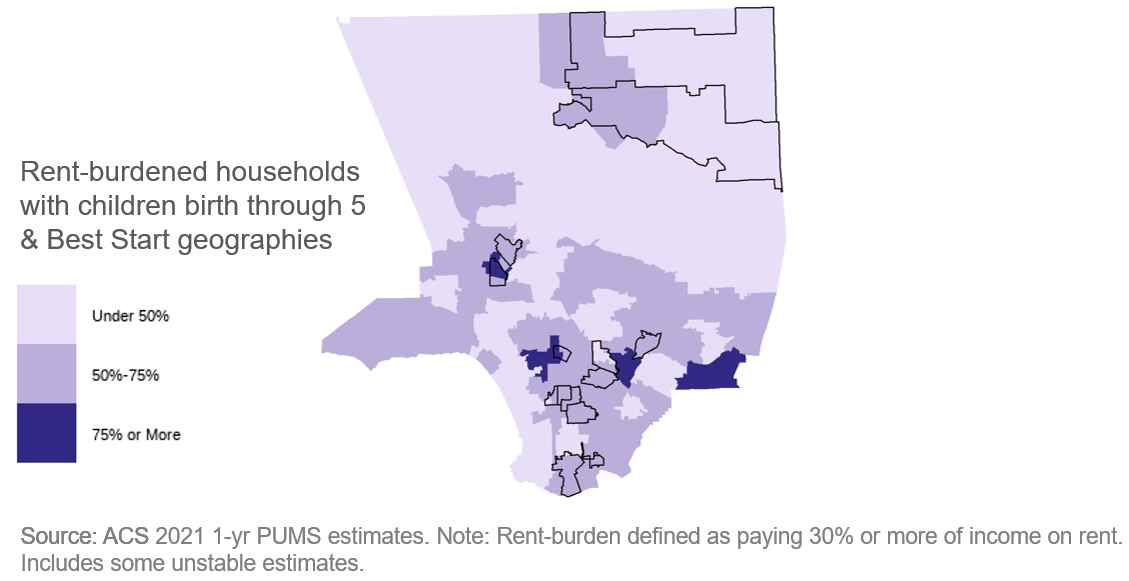 Rent-burdened households
with children birth through 5
& Best Start geographies
Under 50%
50%-75%
75% or More
Source: ACS 2021 1-yr PUMS estimates. Note: Rent-burden defined as paying 30% or more of income on rent.
Includes some unstable estimates.